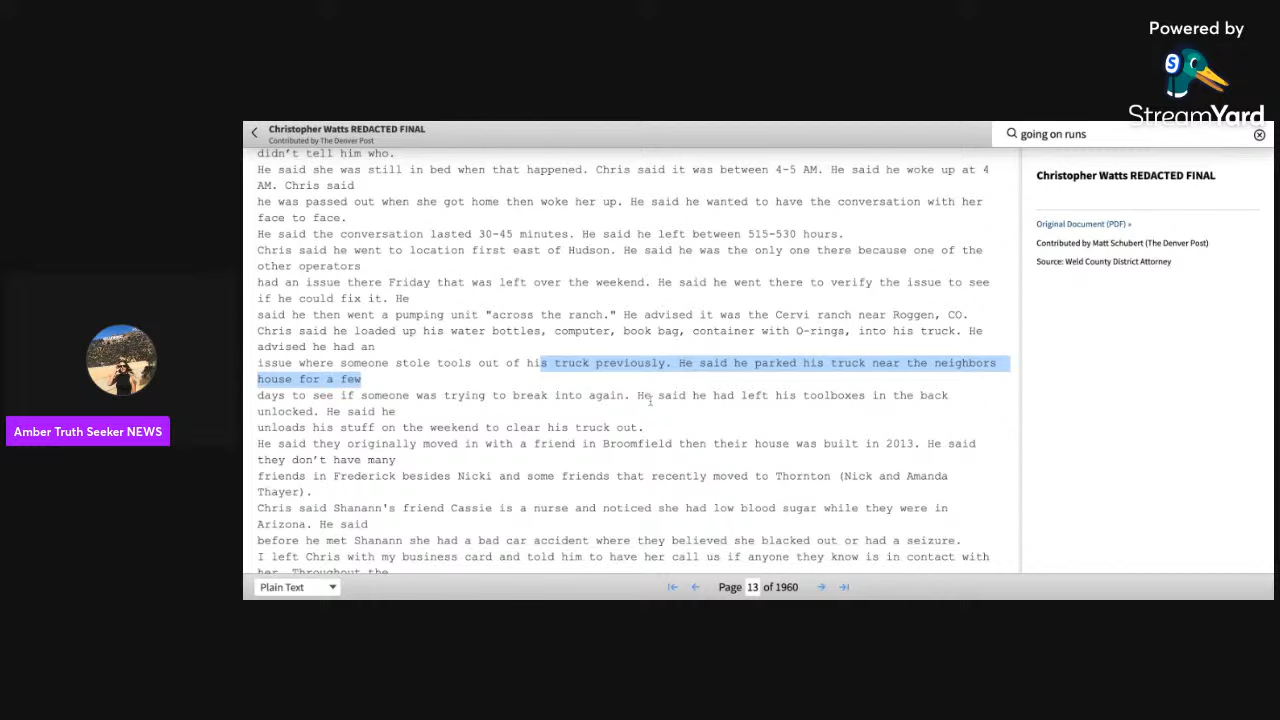 Powered by
StreamYard
Christopher Watts REDACTED FINAL
Contributed by The Denver Post
going on runs
didn't tell him who.
He said she was still in bed when that happened. Chris said it was between 4-5 AM. He said he woke up at 4
AM. Chris said
he was passed out when she got home then woke her up. He said he wanted to have the conversation with her
face to face.
He said the conversation lasted 30-45 minutes. He said he left between 515-530 hours.
Chris said he went to location first east of Hudson. He said he was the only one there because one of the
other operators
had an issue there Friday that was left over the weekend. He said he went there to verify the issue to see
if he could fix it. He
said he then went a pumping unit "across the ranch." He advised it was the Cervi ranch near Roggen, CO.
Chris said he loaded up his water bottles, computer, book bag, container with O-rings, into his truck. He
advised he had an
issue where someone stole tools out of his truck previously. He said he parked his truck near the neighbors
house for a few
days to see if someone was trying to break into again. He said he had left his toolboxes in the back
unlocked. He said he
unloads his stuff on the weekend to clear his truck out.
He said they originally moved in with a friend in Broomfield then their house was built in 2013. He said
they don't have many
friends in Frederick besides Nicki and some friends that recently moved to Thornton (Nick and Amanda
Thayer).
Chris said Shanann's friend Cassie is a nurse and noticed she had low blood sugar while they were in
Arizona. He said
before he met Shanann she had a bad car accident where they believed she blacked out or had a seizure.
I left Chris with my business card and told him to have her call us if anyone they know is in contact with
her. Throughout the
Christopher Watts REDACTED FINAL
Original Document (PDF) »
Contributed by Matt Schubert (The Denver Post)
Source: Weld County District Attorney
Amber Truth Seeker NEWS
Plain Text
Page 13 of 1960